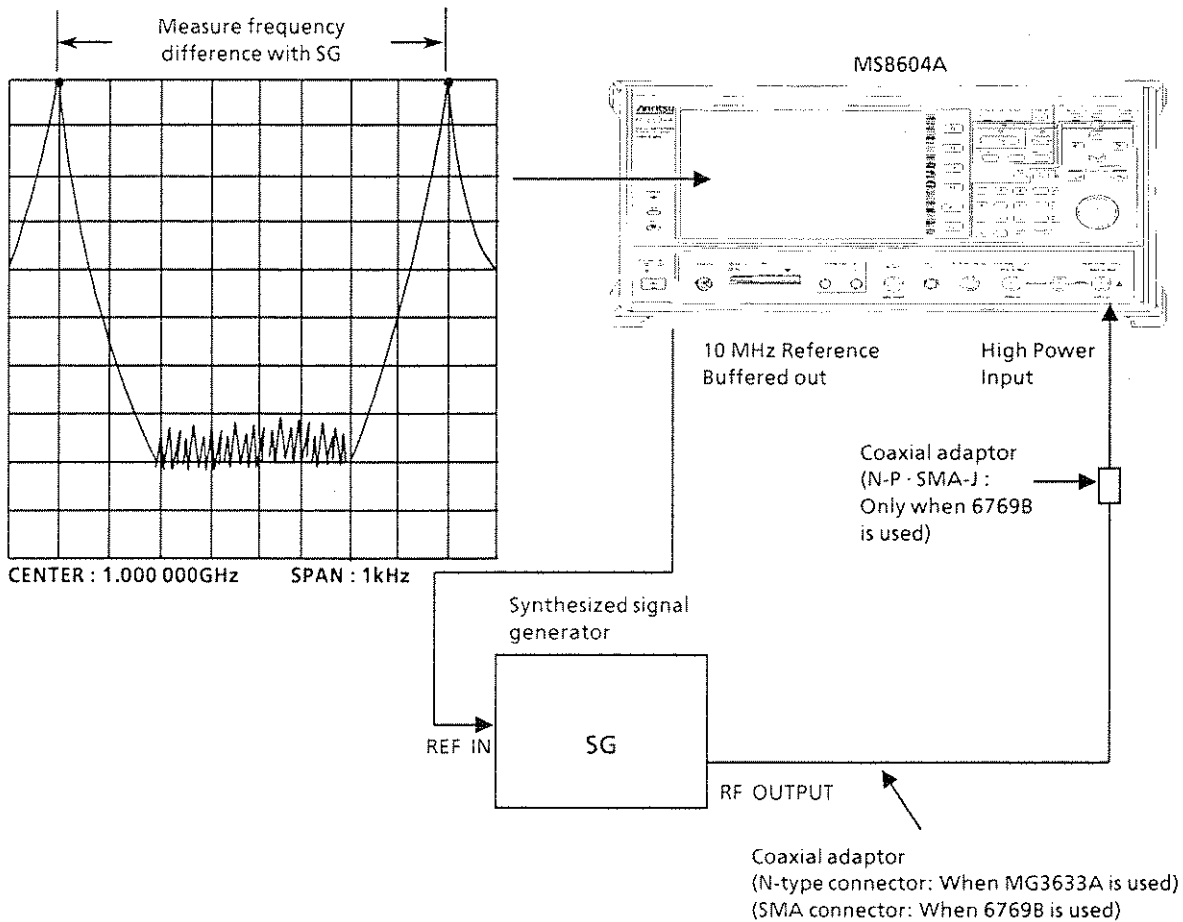 Measure frequency
difference with SG
MS8604A
Anritsu
CENTER : 1.000 000GHz SPAN : 1kHz
10 MHz Reference
Buffered out
High Power
Input
Coaxial adaptor
(N-P · SMA-J :
Only when 6769B
is used)
Synthesized signal
generator
REF IN
SG
RF OUTPUT
Coaxial adaptor
(N-type connector: When MG3633A is used)
(SMA connector: When 6769B is used)